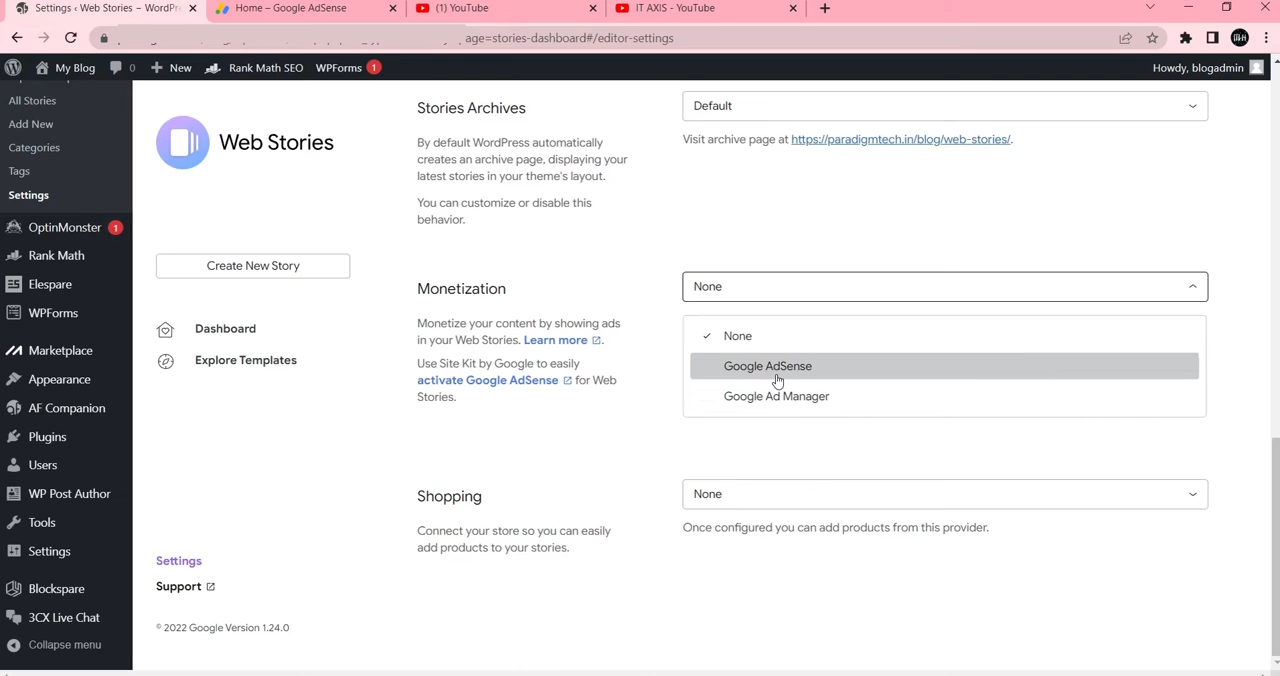 Settings ‹ Web Stories – WordPr
Home – Google AdSense
(1) YouTube
IT AXIS - YouTube
age=stories-dashboard#/editor-settings
My Blog
0
New
Rank Math SEO
WPForms
1
Howdy, blogadmin
All Stories
Add New
Categories
Tags
Settings
OptinMonster
1
Rank Math
Elespare
WPForms
Marketplace
Appearance
AF Companion
Plugins
Users
WP Post Author
Tools
Settings
Blockspare
3CX Live Chat
Collapse menu
Web Stories
Create New Story
Dashboard
Explore Templates
Settings
Support
© 2022 Google Version 1.24.0
Stories Archives
By default WordPress automatically
creates an archive page, displaying your
latest stories in your theme's layout.
You can customize or disable this
behavior.
Default
Visit archive page at https://paradigmtech.in/blog/web-stories/.
Monetization
Monetize your content by showing ads
in your Web Stories. Learn more.
Use Site Kit by Google to easily
activate Google AdSense for Web
Stories.
None
None
Google AdSense
Google Ad Manager
Shopping
Connect your store so you can easily
add products to your stories.
None
Once configured you can add products from this provider.